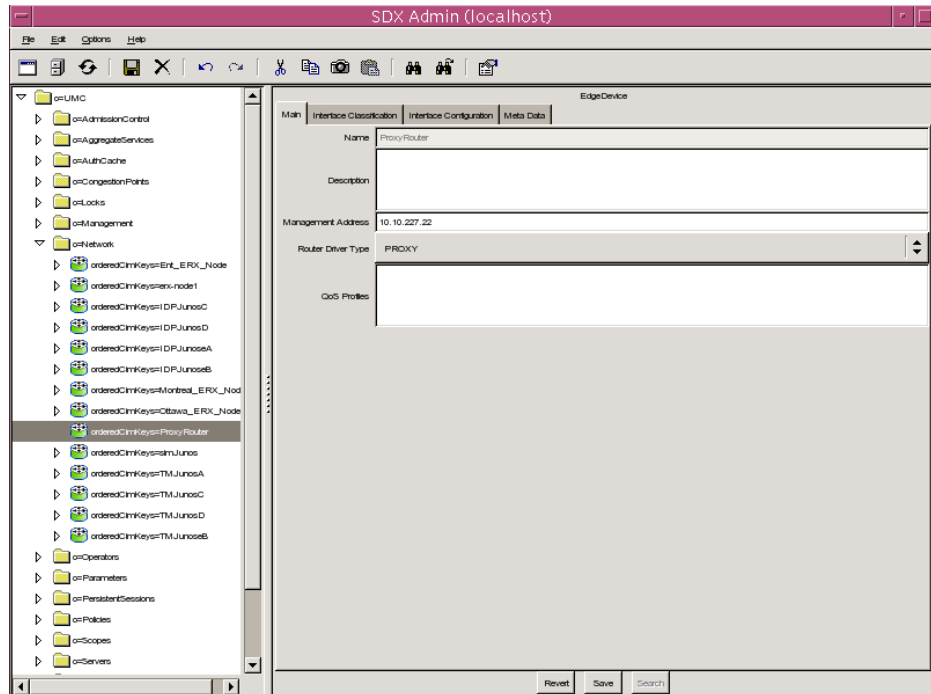 SDX Admin (localhost)
File Edit Options Help
o=UMC
o=AdmissionControl
o=AggregateServices
o=AuthCache
o=CongestionPoints
o=Locks
o=Management
o=Network
orderedCimKeys=Ent_ERX_Node
orderedCimKeys=erx-node1
orderedCimKeys=IDPJunosC
orderedCimKeys=IDPJunosD
orderedCimKeys=IDPJunoseA
orderedCimKeys=IDPJunoseB
orderedCimKeys=Montreal_ERX_Nod
orderedCimKeys=Ottawa_ERX_Node
orderedCimKeys=ProxyRouter
orderedCimKeys=simJunos
orderedCimKeys=TMJunosA
orderedCimKeys=TMJunosC
orderedCimKeys=TMJunosD
orderedCimKeys=TMJunoseB
o=Operators
o=Parameters
o=PersistentSessions
o=Policies
o=Scopes
o=Servers
EdgeDevice
Main Interface Classification Interface Configuration Meta Data
Name ProxyRouter
Description
Management Address 10.10.227.22
Router Driver Type PROXY
QoS Profiles
Revert Save Search